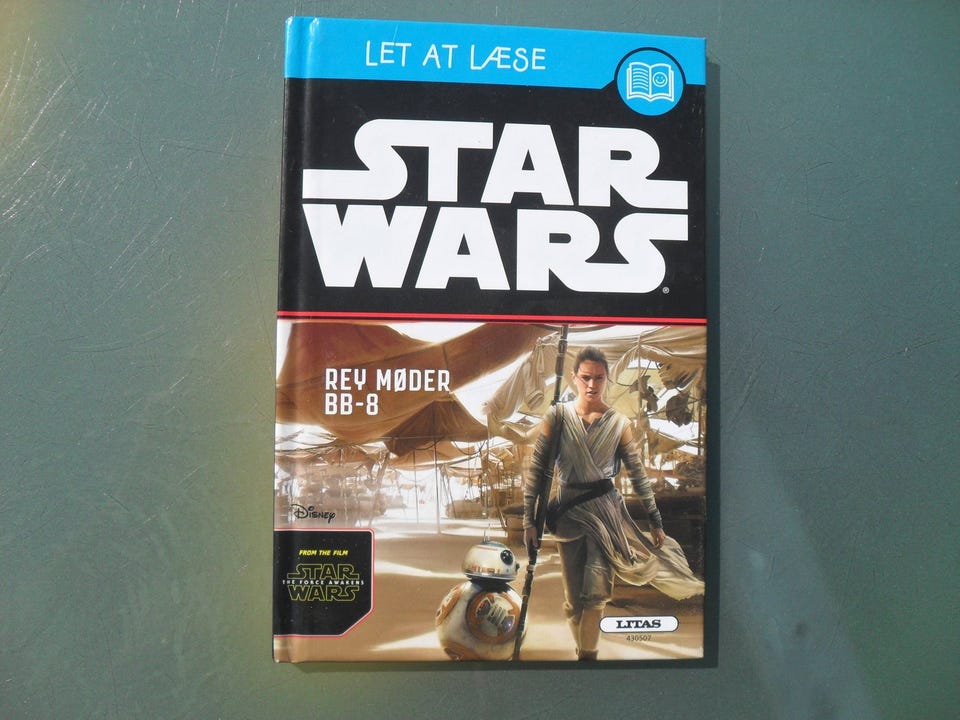 LET AT LÆSE
STAR
WARS
®
REY MØDER
BB-8
Disney
FROM THE FILM
STAR
THE FORCE AWAKENS
WARS
LITAS
430507